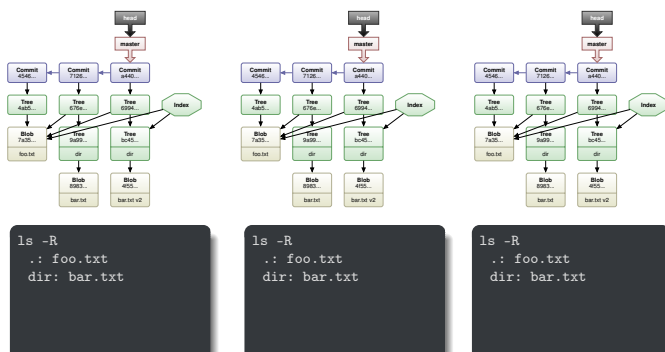 head
head
head
master
master
master
Commit
4546...
Commit
7126...
Commit
a440...
Commit
4546...
Commit
7126...
Commit
a440...
Commit
4546...
Commit
7126...
Commit
a440...
Tree
4ab5...
Tree
676e...
Tree
6994...
Index
Tree
4ab5...
Tree
676e...
Tree
6994...
Index
Tree
4ab5...
Tree
676e...
Tree
6994...
Index
Blob
7a35...
foo.txt
Tree
9a99...
dir
Tree
bc45...
dir
Blob
7a35...
foo.txt
Tree
9a99...
dir
Tree
bc45...
dir
Blob
7a35...
foo.txt
Tree
9a99...
dir
Tree
bc45...
dir
Blob
8983...
bar.txt
Blob
4f55...
bar.txt v2
Blob
8983...
bar.txt
Blob
4f55...
bar.txt v2
Blob
8983...
bar.txt
Blob
4f55...
bar.txt v2
ls -R
.: foo.txt
dir: bar.txt
ls -R
.: foo.txt
dir: bar.txt
ls -R
.: foo.txt
dir: bar.txt